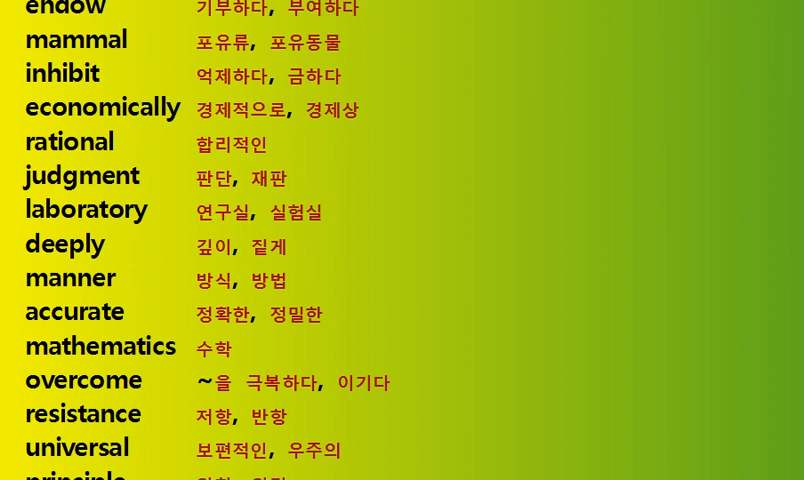 endow 기부하다, 부여하다
mammal 포유류, 포유동물
inhibit 억제하다, 금하다
economically 경제적으로, 경제상
rational 합리적인
judgment 판단, 재판
laboratory 연구실, 실험실
deeply 깊이, 짙게
manner 방식, 방법
accurate 정확한, 정밀한
mathematics 수학
overcome ~을 극복하다, 이기다
resistance 저항, 반항
universal 보편적인, 우주의
principle